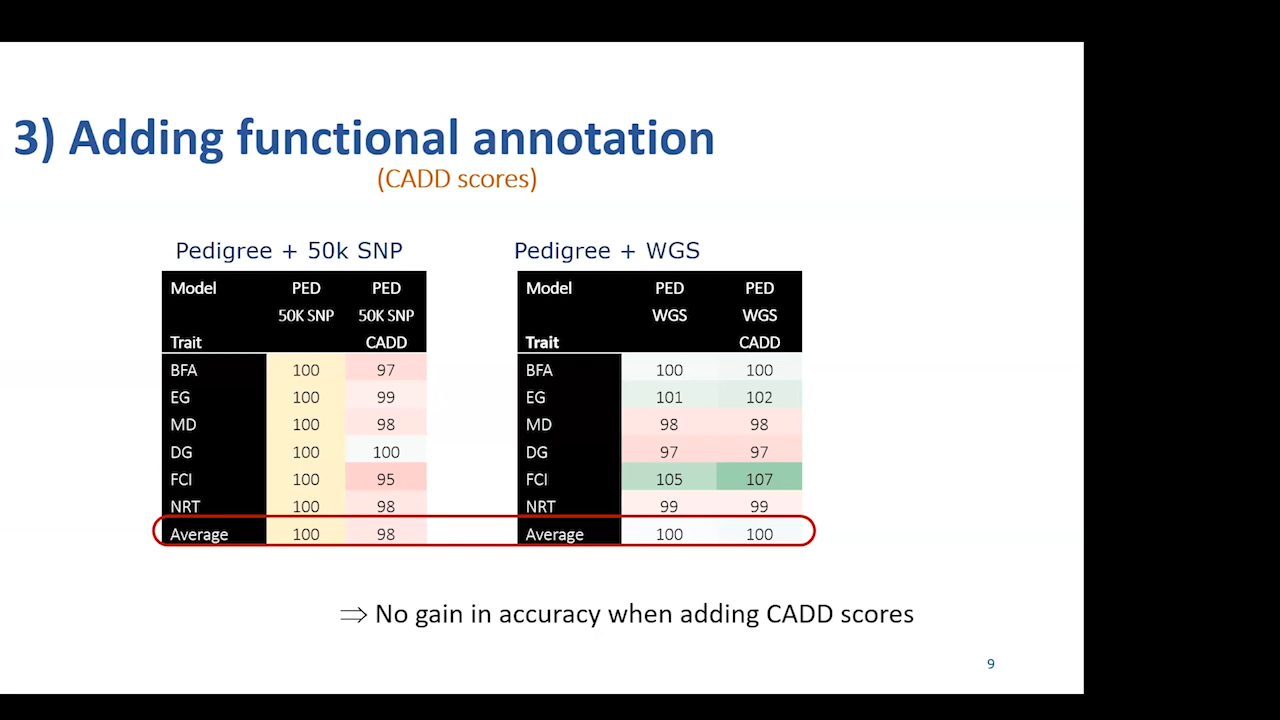 3) Adding functional annotation
(CADD scores)
Pedigree + 50k SNP
Model PED PED
50K SNP 50K SNP
Trait CADD
BFA 100 97
EG 100 99
MD 100 98
DG 100 100
FCI 100 95
NRT 100 98
Average 100 98
Pedigree + WGS
Model PED PED
WGS WGS
Trait CADD
BFA 100 100
EG 101 102
MD 98 98
DG 97 97
FCI 105 107
NRT 99 99
Average 100 100
⇒ No gain in accuracy when adding CADD scores
9